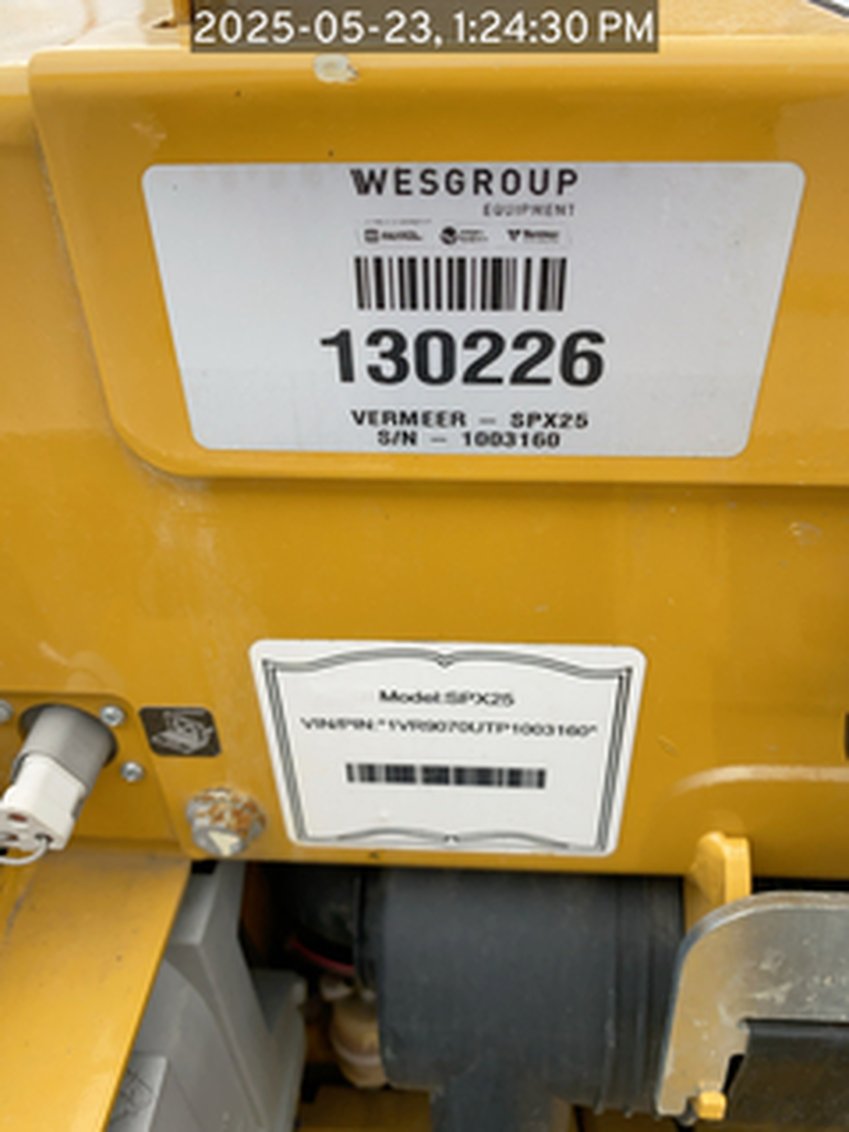 2025-05-23, 1:24:30 PM
WESGROUP
EQUIPMENT
130226
VERMEER – SPX25
S/N – 1003160
Model:SPX25
VIN/PIN:*1VR9070UTP1003160*